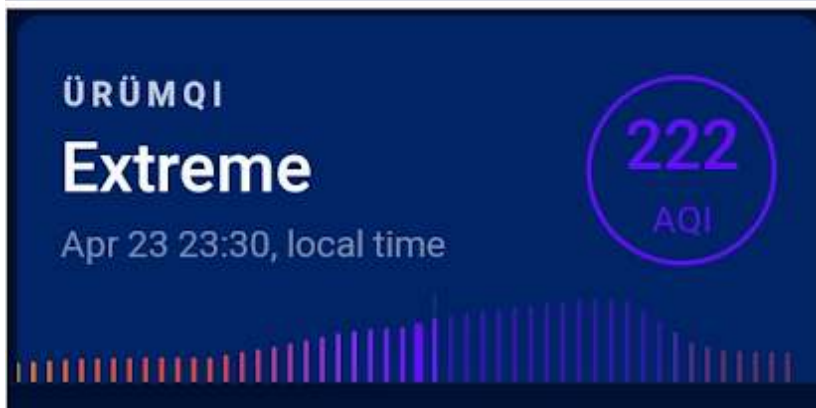 ÜRÜMQI
Extreme
Apr 23 23:30, local time
222
AQI